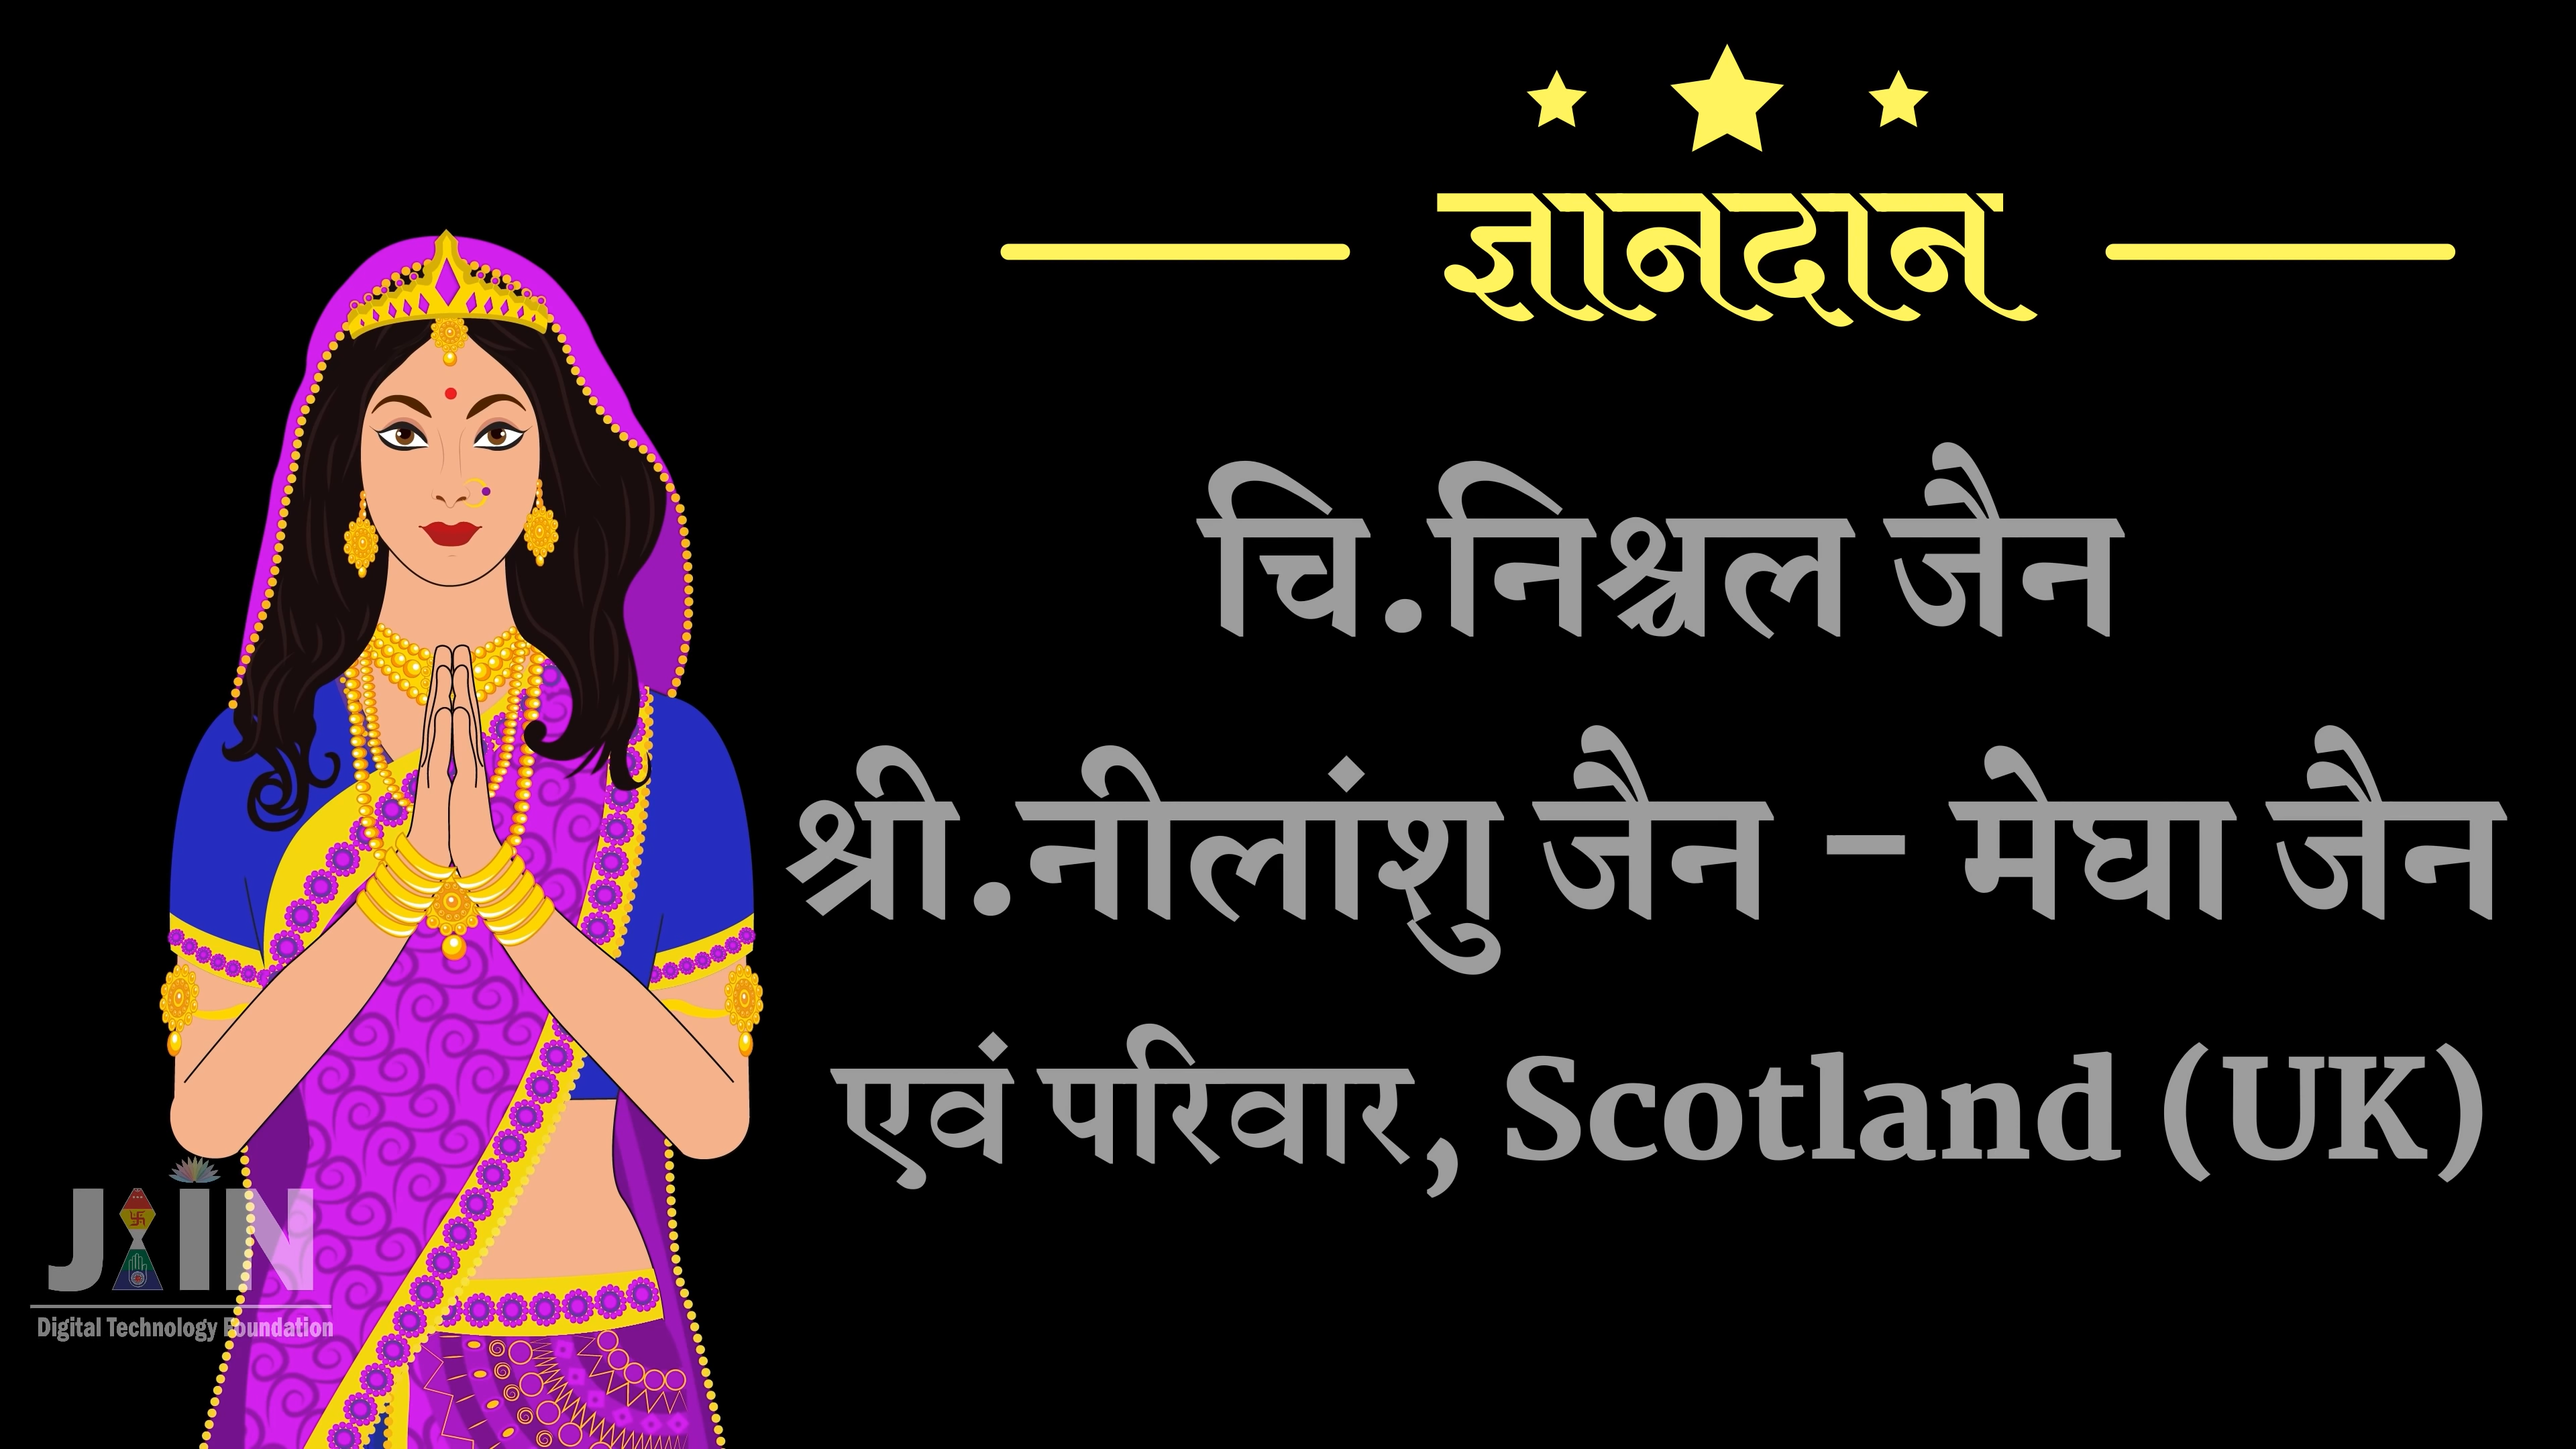 ज्ञानदान
चि.निश्चल जैन
श्री.नीलांशु जैन - मेघा जैन
एवं परिवार, Scotland (UK)
JAIN
Digital Technology Foundation